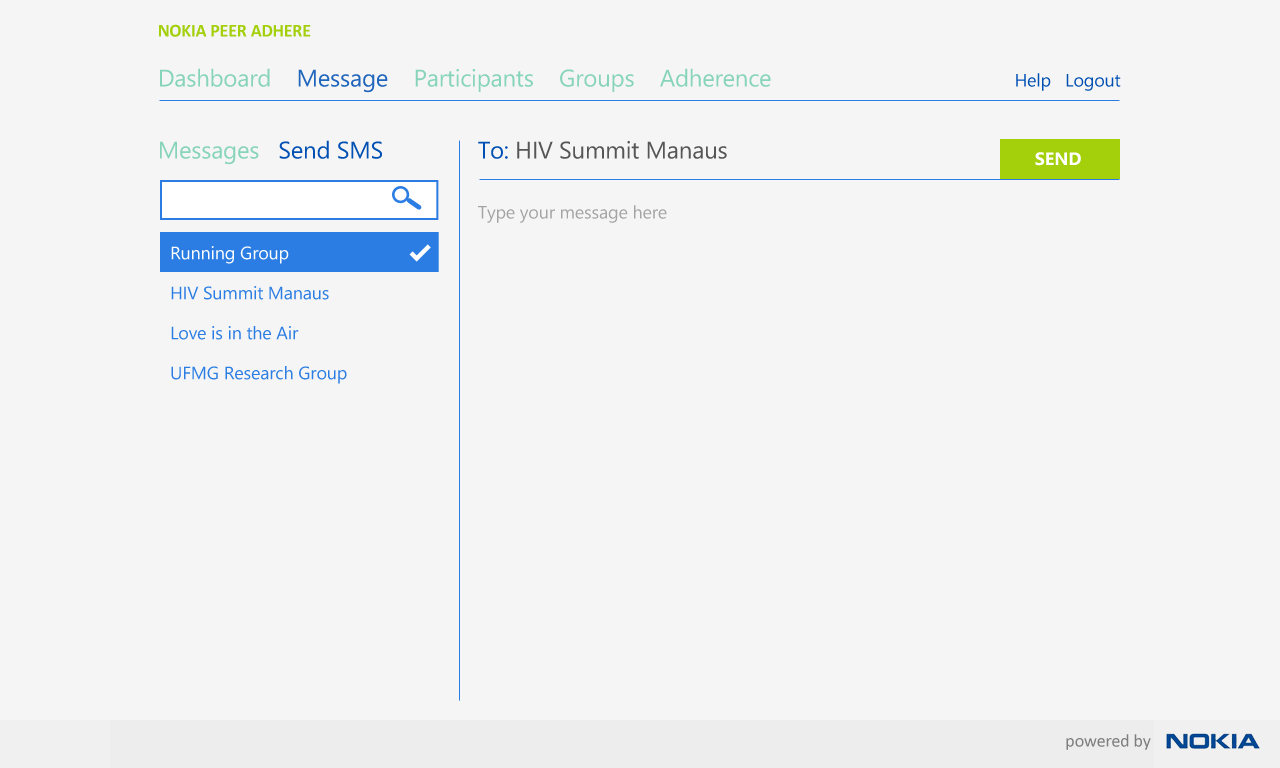 NOKIA PEER ADHERE
Dashboard Message Participants Groups Adherence Help Logout
Messages Send SMS
To: HIV Summit Manaus
SEND
Type your message here
Running Group
HIV Summit Manaus
Love is in the Air
UFMG Research Group
powered by NOKIA